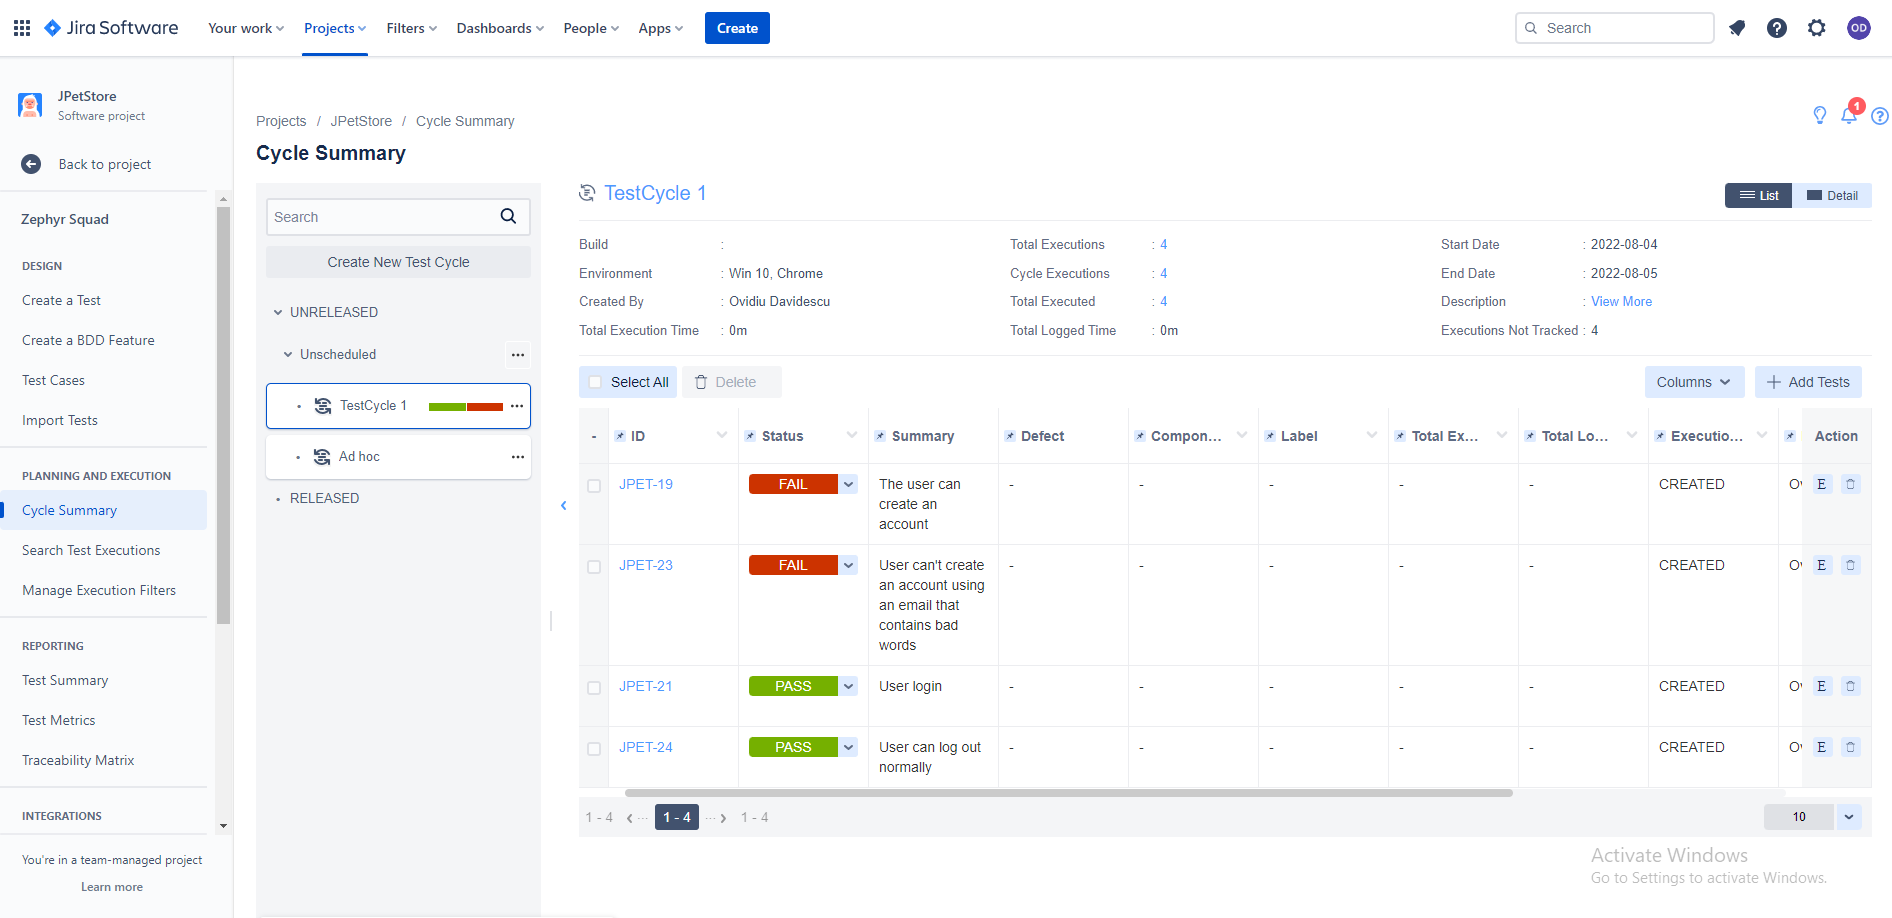 Jira Software
Your work
Projects
Filters
Dashboards
People
Apps
Create
Search
OD
JPetStore
Software project
Back to project
Zephyr Squad
DESIGN
Create a Test
Create a BDD Feature
Test Cases
Import Tests
PLANNING AND EXECUTION
Cycle Summary
Search Test Executions
Manage Execution Filters
REPORTING
Test Summary
Test Metrics
Traceability Matrix
INTEGRATIONS
You're in a team-managed project
Learn more
Projects / JPetStore / Cycle Summary
1
Cycle Summary
Search
Create New Test Cycle
UNRELEASED
Unscheduled
TestCycle 1
Ad hoc
RELEASED
TestCycle 1
List
Detail
Build :
Total Executions : 4
Start Date : 2022-08-04
Environment : Win 10, Chrome
Cycle Executions : 4
End Date : 2022-08-05
Created By : Ovidiu Davidescu
Total Executed : 4
Description : View More
Total Execution Time : 0m
Total Logged Time : 0m
Executions Not Tracked : 4
Select All
Delete
Columns
Add Tests
- ID Status Summary Defect Compon... Label Total Ex... Total Lo... Executio... Action
JPET-19 FAIL The user can - - - - - CREATED Ov E
create an
account
JPET-23 FAIL User can't create - - - - - CREATED Ov E
an account using
an email that
contains bad
words
JPET-21 PASS User login - - - - - CREATED Ov E
JPET-24 PASS User can log out - - - - - CREATED Ov E
normally
1 - 4 ‹ ··· 1 - 4 ··· › 1 - 4
10
Activate Windows
Go to Settings to activate Windows.